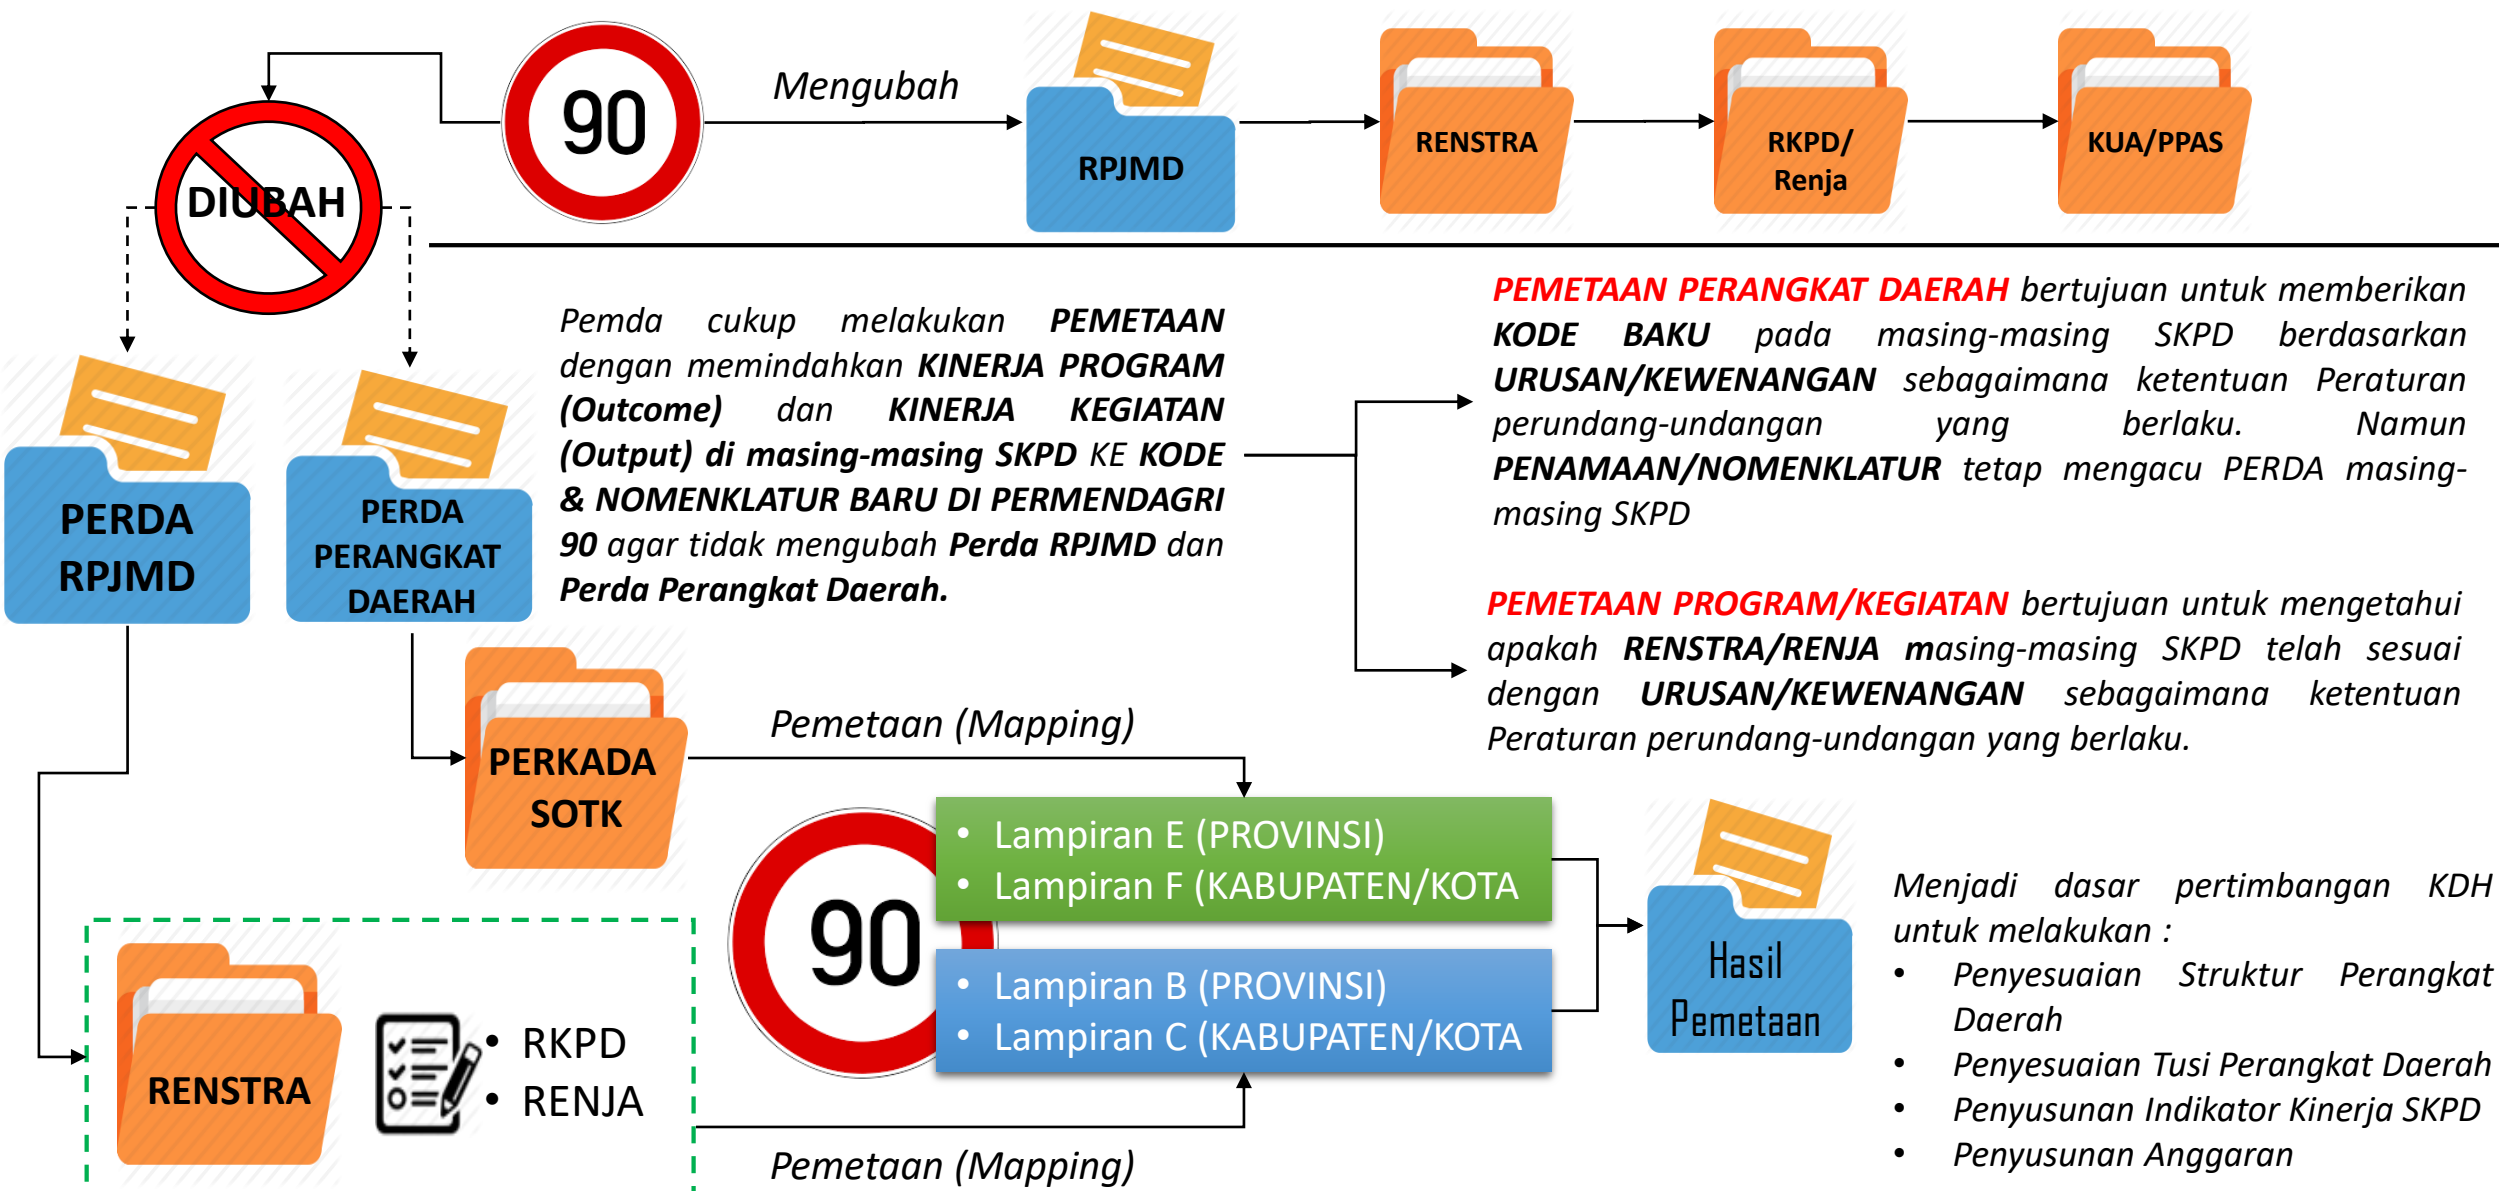 90
Mengubah
RPJMD
RENSTRA
RKPD/
Renja
KUA/PPAS
DIUBAH
PERDA
RPJMD
PERDA
PERANGKAT
DAERAH
Pemda cukup melakukan PEMETAAN
dengan memindahkan KINERJA PROGRAM
(Outcome) dan KINERJA KEGIATAN
(Output) di masing-masing SKPD KE KODE
& NOMENKLATUR BARU DI PERMENDAGRI
90 agar tidak mengubah Perda RPJMD dan
Perda Perangkat Daerah.
PEMETAAN PERANGKAT DAERAH bertujuan untuk memberikan
KODE BAKU pada masing-masing SKPD berdasarkan
URUSAN/KEWENANGAN sebagaimana ketentuan Peraturan
perundang-undangan yang berlaku. Namun
PENAMAAN/NOMENKLATUR tetap mengacu PERDA masing-
masing SKPD
PEMETAAN PROGRAM/KEGIATAN bertujuan untuk mengetahui
apakah RENSTRA/RENJA masing-masing SKPD telah sesuai
dengan URUSAN/KEWENANGAN sebagaimana ketentuan
Peraturan perundang-undangan yang berlaku.
PERKADA
SOTK
Pemetaan (Mapping)
90
• Lampiran E (PROVINSI)
• Lampiran F (KABUPATEN/KOTA
• Lampiran B (PROVINSI)
• Lampiran C (KABUPATEN/KOTA
Hasil
Pemetaan
Menjadi dasar pertimbangan KDH
untuk melakukan :
• Penyesuaian Struktur Perangkat
Daerah
• Penyesuaian Tusi Perangkat Daerah
• Penyusunan Indikator Kinerja SKPD
• Penyusunan Anggaran
RENSTRA
• RKPD
• RENJA
Pemetaan (Mapping)